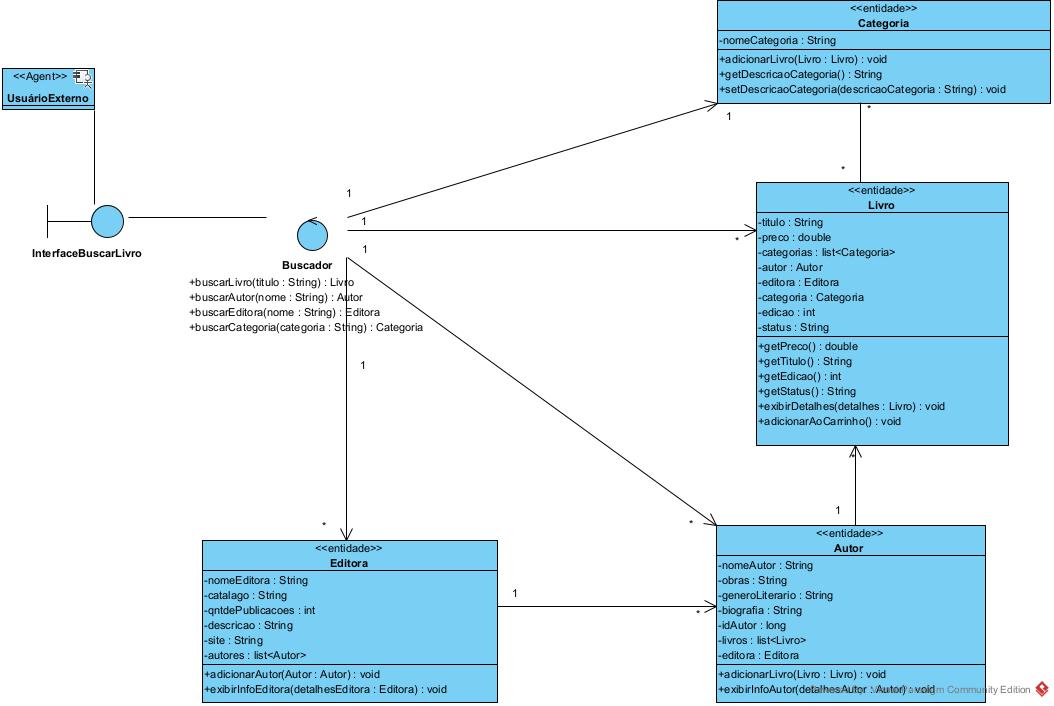 <<entidade>>
Categoria
-nomeCategoria : String
+adicionarLivro(Livro : Livro) : void
+getDescricaoCategoria() : String
+setDescricaoCategoria(descricaoCategoria : String) : void
<<Agent>>
UsuárioExterno
1
*
*
1
1
*
1
InterfaceBuscarLivro
Buscador
+buscarLivro(titulo : String) : Livro
+buscarAutor(nome : String) : Autor
+buscarEditora(nome : String) : Editora
+buscarCategoria(categoria : String) : Categoria
<<entidade>>
Livro
-titulo : String
-preco : double
-categorias : list<Categoria>
-autor : Autor
-editora : Editora
-categoria : Categoria
-edicao : int
-status : String
+getPreco() : double
+getTitulo() : String
+getEdicao() : int
+getStatus() : String
+exibirDetalhes(detalhes : Livro) : void
+adicionarAoCarrinho() : void
1
*
1
*
*
<<entidade>>
Editora
-nomeEditora : String
-catalago : String
-qntdePublicacoes : int
-descricao : String
-site : String
-autores : list<Autor>
+adicionarAutor(Autor : Autor) : void
+exibirInfoEditora(detalhesEditora : Editora) : void
1
*
<<entidade>>
Autor
-nomeAutor : String
-obras : String
-generoLiterario : String
-biografia : String
-idAutor : long
-livros : list<Livro>
-editora : Editora
+adicionarLivro(Livro : Livro) : void
+exibirInfoAutor(detalhesAutor : Autor) : void
Community Edition